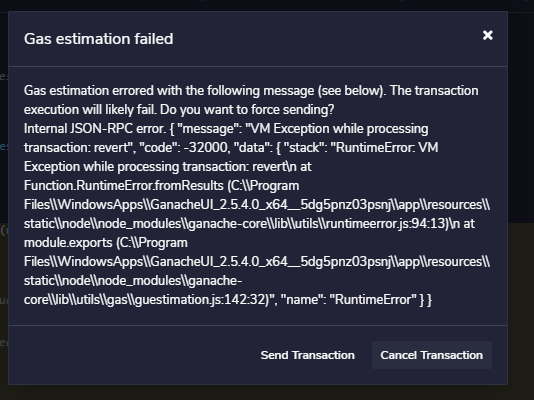 Gas estimation failed
Gas estimation errored with the following message (see below). The transaction
execution will likely fail. Do you want to force sending?
Internal JSON-RPC error. { "message": "VM Exception while processing
transaction: revert", "code": -32000, "data": { "stack": "RuntimeError: VM
Exception while processing transaction: revert\n at
Function.RuntimeError.fromResults (C:\\Program
Files\\WindowsApps\\GanacheUI_2.5.4.0_x64__5dg5pnz03psnj\\app\\resources\\
static\\node\\node_modules\\ganache-core\\lib\\utils\\runtimeerror.js:94:13)\n at
module.exports (C:\\Program
Files\\WindowsApps\\GanacheUI_2.5.4.0_x64__5dg5pnz03psnj\\app\\resources\\
static\\node\\node_modules\\ganache-
core\\lib\\utils\\gas\\guestimation.js:142:32)", "name": "RuntimeError" } }
Send Transaction Cancel Transaction